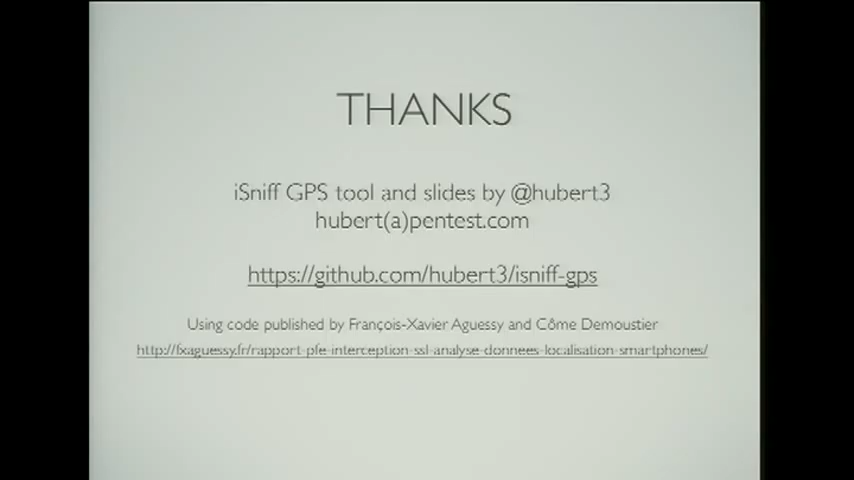 THANKS
iSniff GPS tool and slides by @hubert3
hubert(a)pentest.com
https://github.com/hubert3/isniff-gps
Using code published by François-Xavier Aguessy and Côme Demoustier
http://fxaguessy.fr/rapport-pfe-interception-ssl-analyse-donnees-localisation-smartphones/